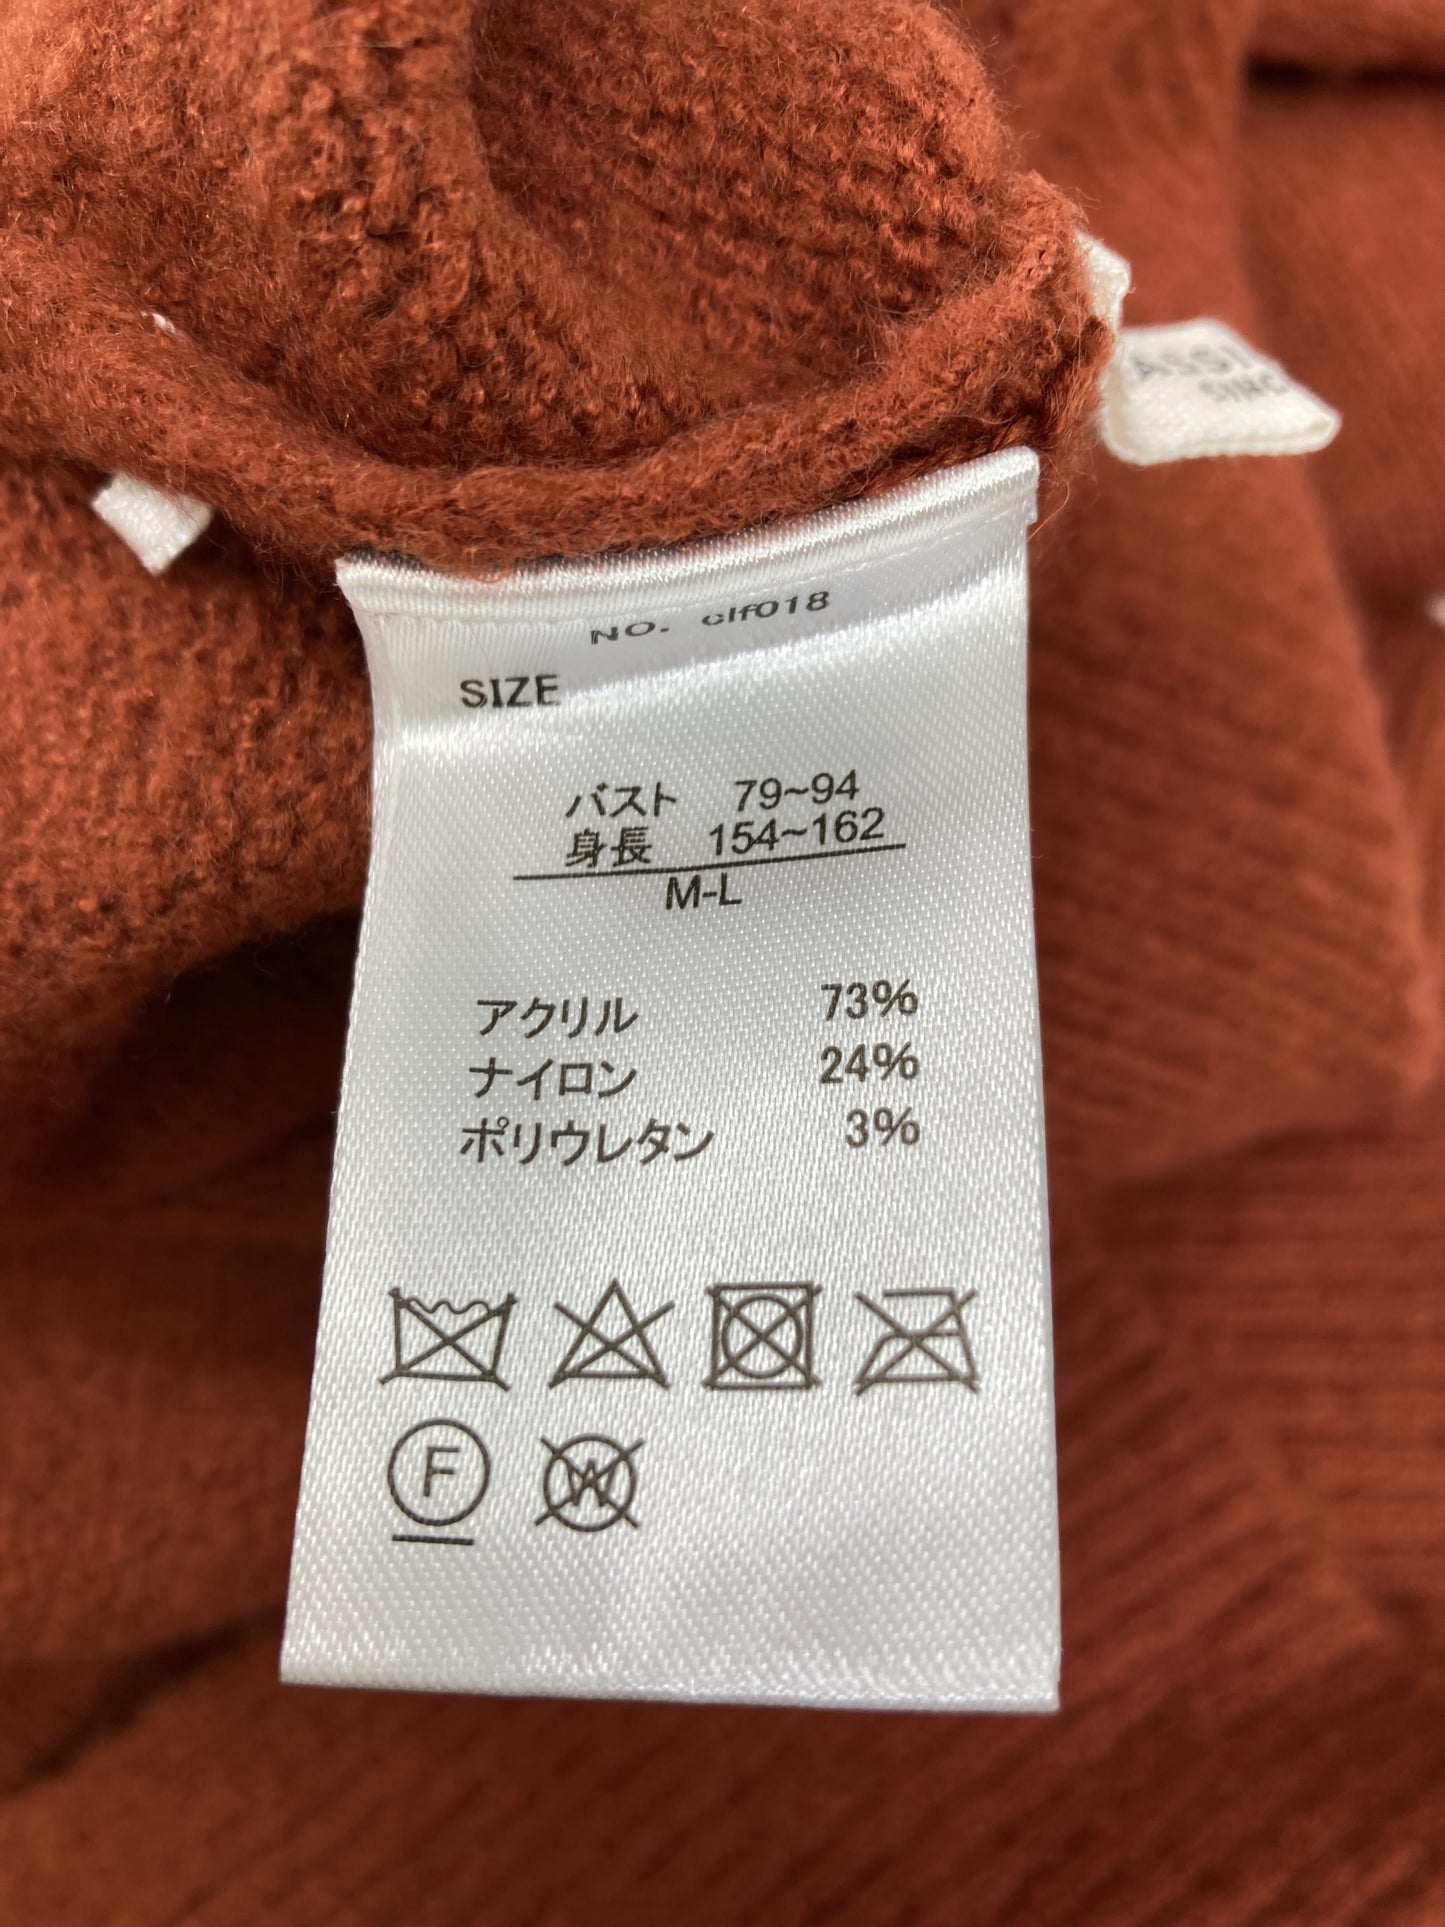 NO. clf018
SIZE
バスト 79~94
身長 154~162
M-L
アクリル 73%
ナイロン 24%
ポリウレタン 3%
F
W